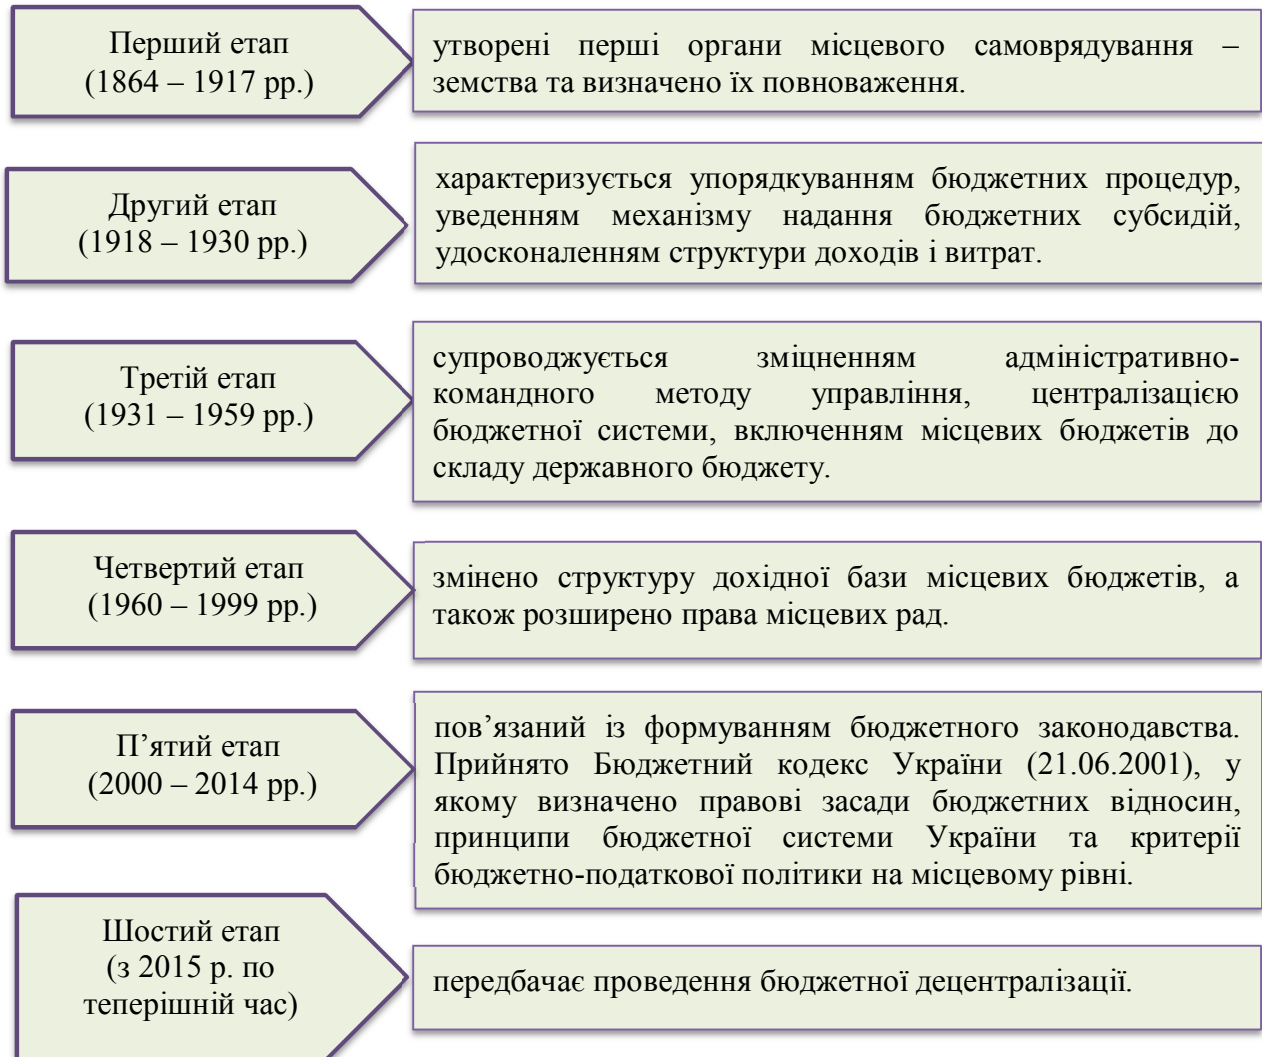 Перший етап
(1864 – 1917 рр.)
утворені перші органи місцевого самоврядування –
земства та визначено їх повноваження.
Другий етап
(1918 – 1930 рр.)
характеризується упорядкуванням бюджетних процедур,
уведенням механізму надання бюджетних субсидій,
удосконаленням структури доходів і витрат.
Третій етап
(1931 – 1959 рр.)
супроводжується зміцненням адміністративно-
командного методу управління, централізацією
бюджетної системи, включенням місцевих бюджетів до
складу державного бюджету.
Четвертий етап
(1960 – 1999 рр.)
змінено структуру дохідної бази місцевих бюджетів, а
також розширено права місцевих рад.
П’ятий етап
(2000 – 2014 рр.)
пов’язаний із формуванням бюджетного законодавства.
Прийнято Бюджетний кодекс України (21.06.2001), у
якому визначено правові засади бюджетних відносин,
принципи бюджетної системи України та критерії
бюджетно-податкової політики на місцевому рівні.
Шостий етап
(з 2015 р. по
теперішній час)
передбачає проведення бюджетної децентралізації.